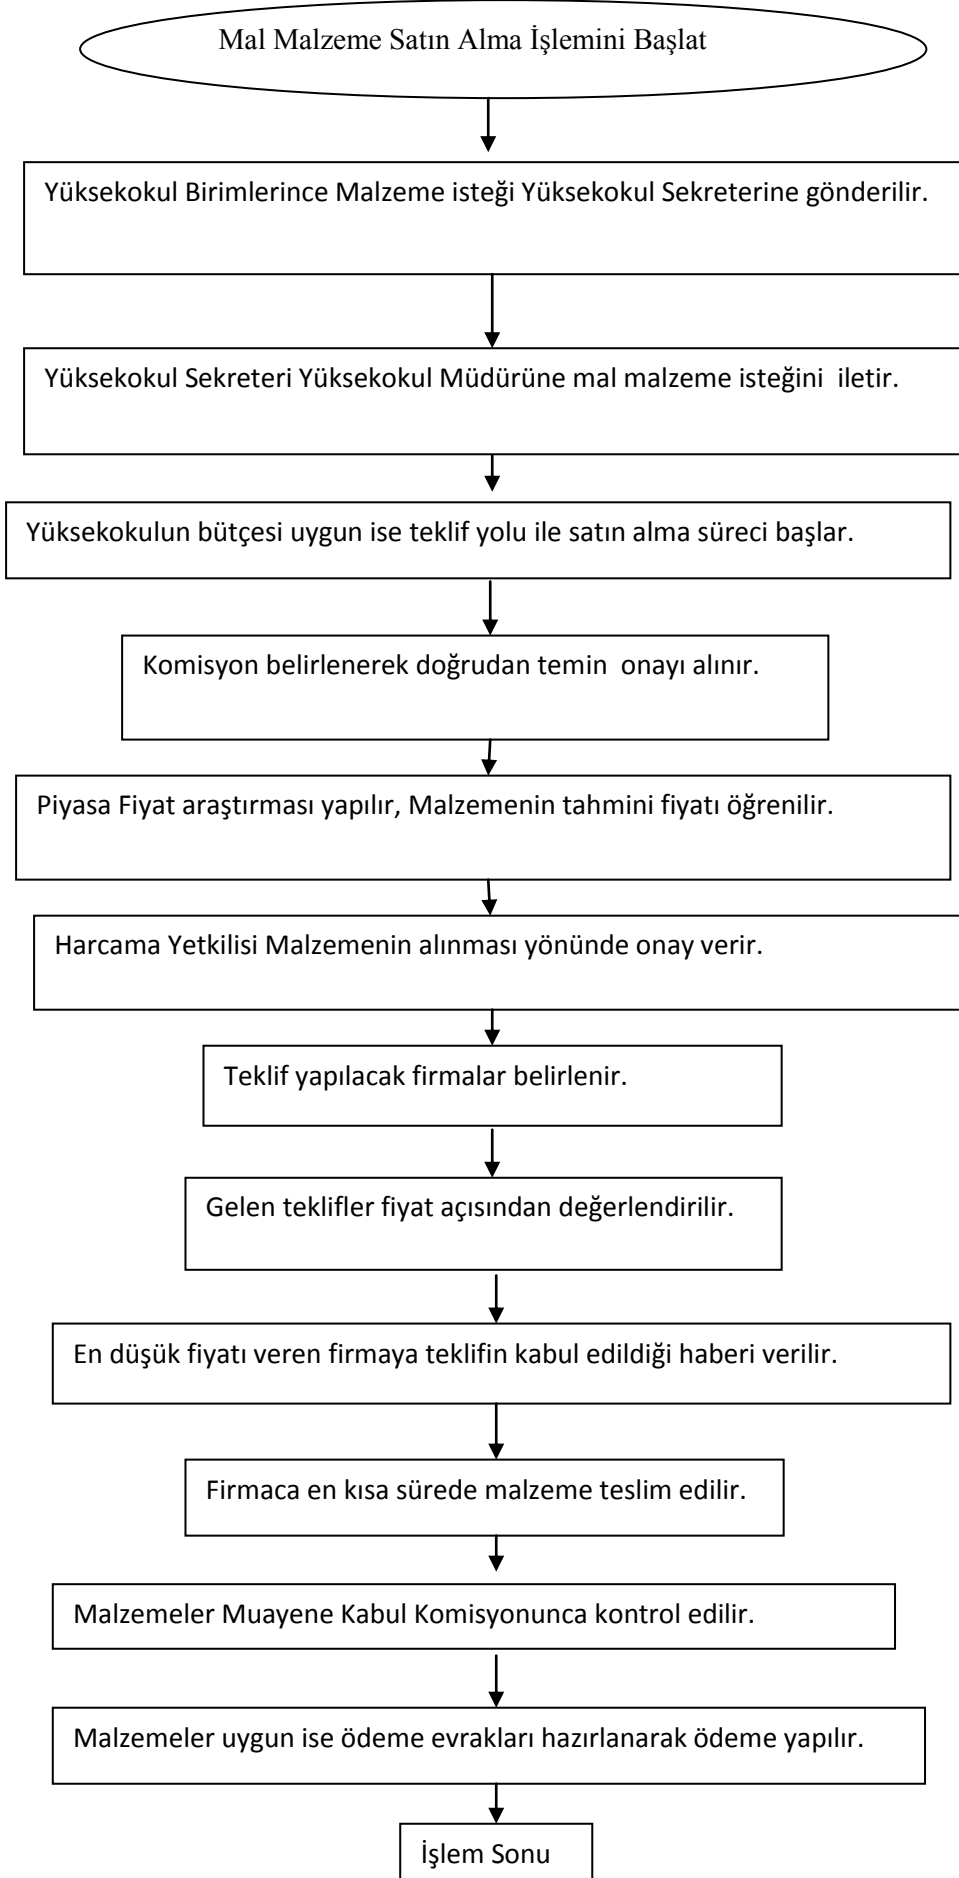 Mal Malzeme Satın Alma İşlemini Başlat
Yüksekokul Birimlerince Malzeme isteği Yüksekokul Sekreterine gönderilir.
Yüksekokul Sekreteri Yüksekokul Müdürüne mal malzeme isteğini iletir.
Yüksekokulun bütçesi uygun ise teklif yolu ile satın alma süreci başlar.
Komisyon belirlenerek doğrudan temin onayı alınır.
Piyasa Fiyat araştırması yapılır, Malzemenin tahmini fiyatı öğrenilir.
Harcama Yetkilisi Malzemenin alınması yönünde onay verir.
Teklif yapılacak firmalar belirlenir.
Gelen teklifler fiyat açısından değerlendirilir.
En düşük fiyatı veren firmaya teklifin kabul edildiği haberi verilir.
Firmaca en kısa sürede malzeme teslim edilir.
Malzemeler Muayene Kabul Komisyonunca kontrol edilir.
Malzemeler uygun ise ödeme evrakları hazırlanarak ödeme yapılır.
İşlem Sonu